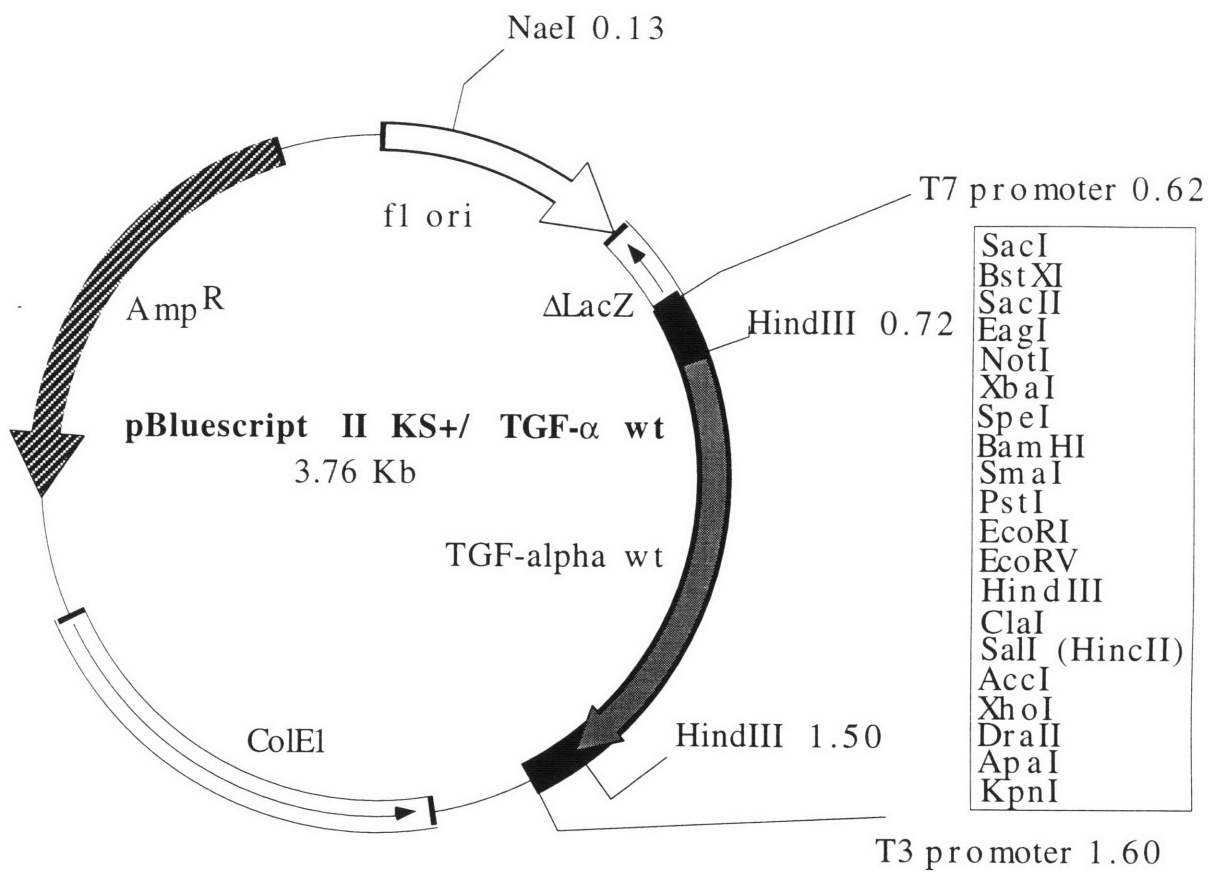 NaeI 0.13
T7 promoter 0.62
f1 ori
SacI
BstXI
SacII
EagI
NotI
XbaI
SpeI
BamHI
SmaI
PstI
EcoRI
EcoRV
HindIII
ClaI
SalI (HincII)
AccI
XhoI
DraII
ApaI
KpnI
AmpR
ΔLacZ
HindIII 0.72
pBluescript II KS+/ TGF-α wt
3.76 Kb
TGF-alpha wt
ColE1
HindIII 1.50
T3 promoter 1.60